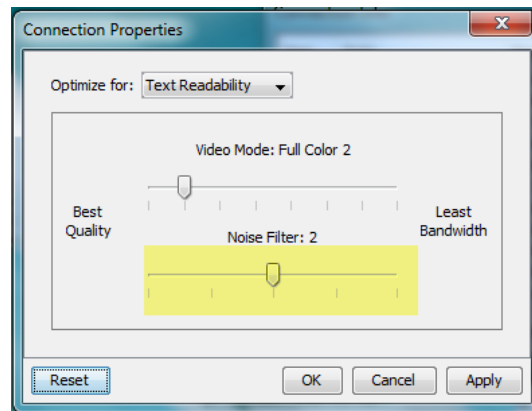 Connection Properties
Optimize for: Text Readability
Video Mode: Full Color 2
Best Quality
Least Bandwidth
Noise Filter: 2
Reset OK Cancel Apply